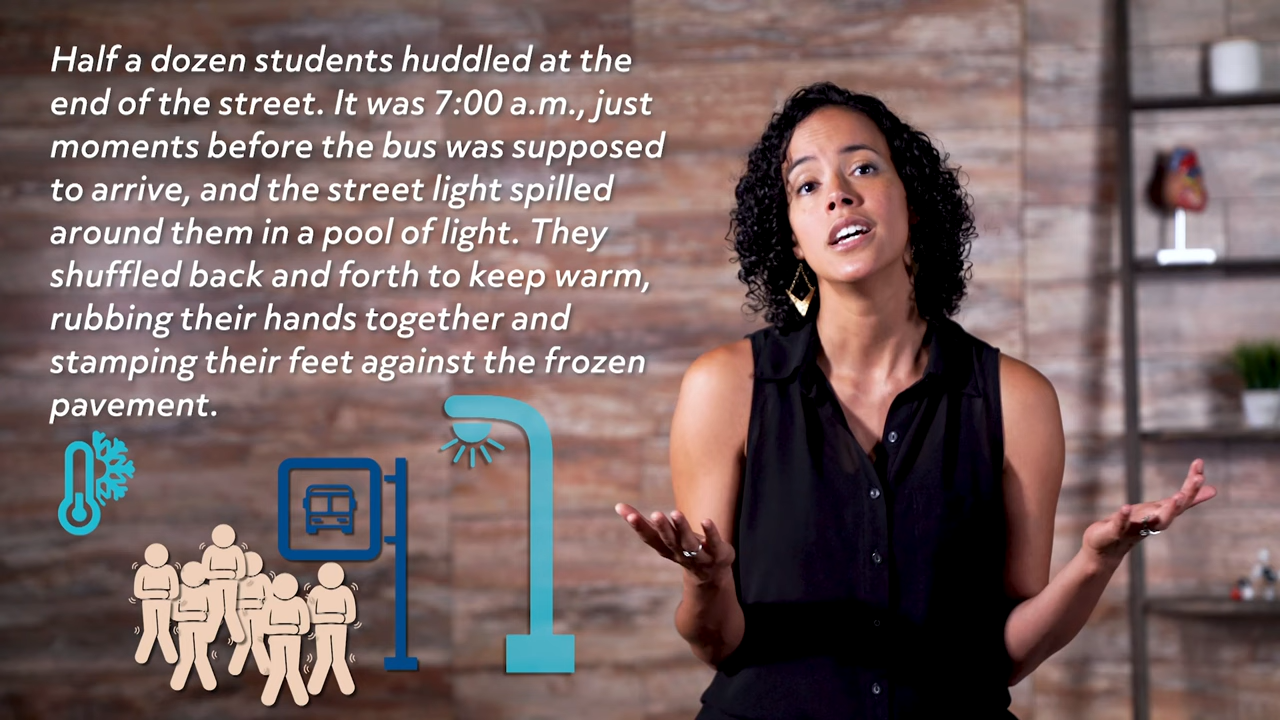 Half a dozen students huddled at the
end of the street. It was 7:00 a.m., just
moments before the bus was supposed
to arrive, and the street light spilled
around them in a pool of light. They
shuffled back and forth to keep warm,
rubbing their hands together and
stamping their feet against the frozen
pavement.